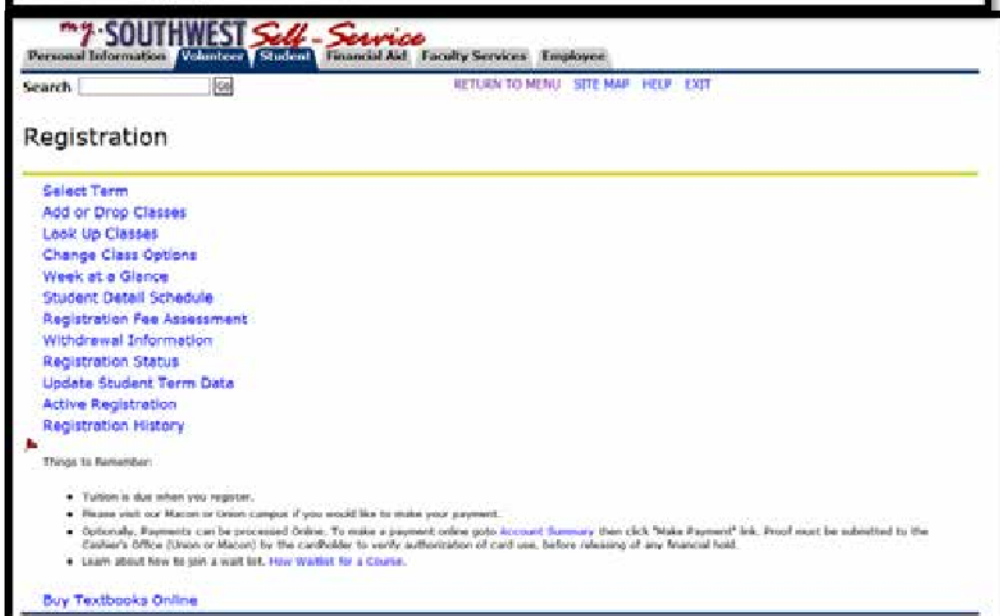 my.SOUTHWEST Self-Service
Personal Information Volunteer Student Financial Aid Faculty Services Employee
Search Go RETURN TO MENU SITE MAP HELP EXIT
Registration
Select Term
Add or Drop Classes
Look Up Classes
Change Class Options
Week at a Glance
Student Detail Schedule
Registration Fee Assessment
Withdrawal Information
Registration Status
Update Student Term Data
Active Registration
Registration History
Things to Remember:
• Tuition is due when you register.
• Please visit our Macon or Union campus if you would like to make your payment.
• Optionally, Payments can be processed Online. To make a payment online goto Account Summary then click "Make Payment" link. Proof must be submitted to the
Cashier's Office (Union or Macon) by the cardholder to verify authorization of card use, before releasing of any financial hold.
• Learn about how to join a wait list. How Waitlist for a Course.
Buy Textbooks Online